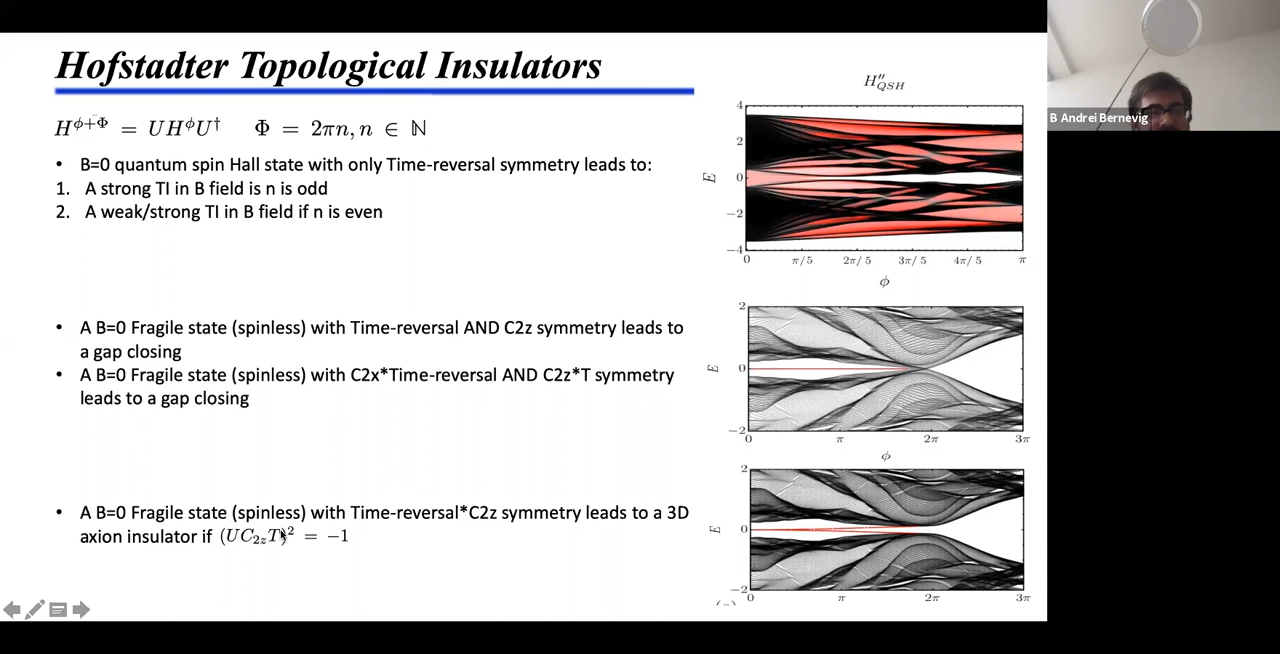 Hofstadter Topological Insulators
H^{ϕ+Φ} = UH^ϕU^† Φ = 2πn, n ∈ ℕ
• B=0 quantum spin Hall state with only Time-reversal symmetry leads to:
1. A strong TI in B field is n is odd
2. A weak/strong TI in B field if n is even
• A B=0 Fragile state (spinless) with Time-reversal AND C2z symmetry leads to
a gap closing
• A B=0 Fragile state (spinless) with C2x*Time-reversal AND C2z*T symmetry
leads to a gap closing
• A B=0 Fragile state (spinless) with Time-reversal*C2z symmetry leads to a 3D
axion insulator if (UC_{2z}T)^2 = −1
H''_{QSH}
4
2
0
−2
−4
E
0 π/5 2π/5 3π/5 4π/5 π
ϕ
2
0
−2
E
0 π 2π 3π
ϕ
2
0
−2
E
0 π 2π 3π
B Andrei Bernevig